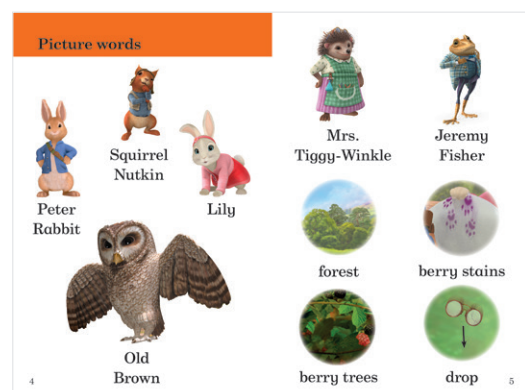 Picture words
Squirrel
Nutkin
Peter
Rabbit
Lily
Old
Brown
4
Mrs.
Tiggy-Winkle
Jeremy
Fisher
forest
berry stains
berry trees
drop
5